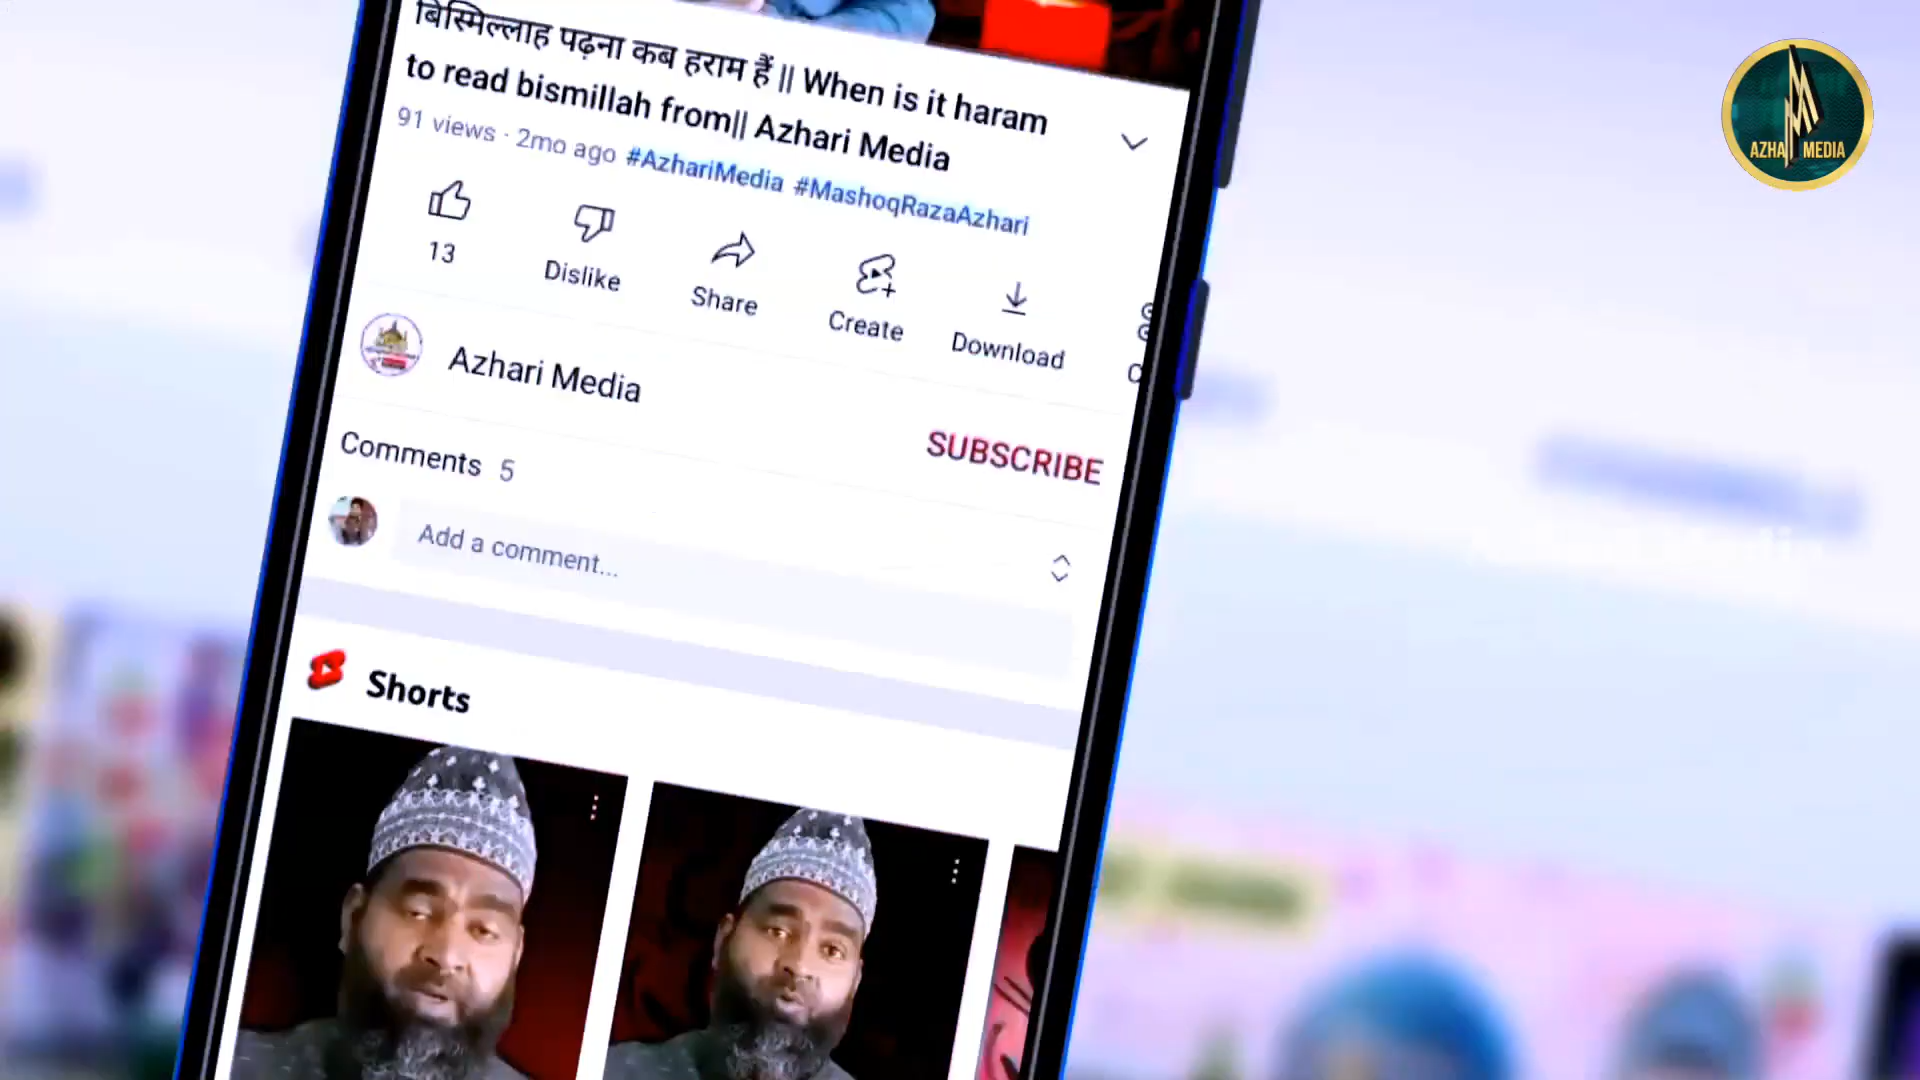 बिस्मिल्लाह पढ़ना कब हराम हैं || When is it haram
to read bismillah from|| Azhari Media
91 views · 2mo ago #AzhariMedia #MashoqRazaAzhari
13
Dislike
Share
Create
Download
Azhari Media
SUBSCRIBE
Comments 5
Add a comment...
Shorts
AZHA MEDIA